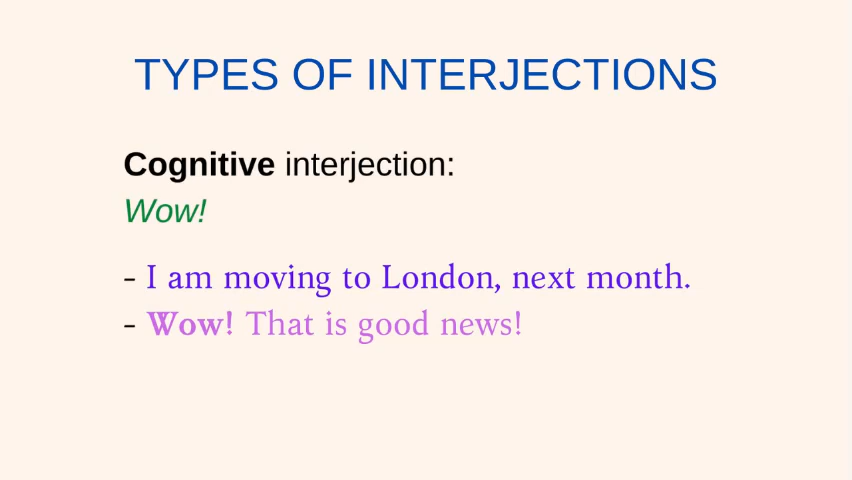 TYPES OF INTERJECTIONS
Cognitive interjection:
Wow!
- I am moving to London, next month.
- Wow! That is good news!